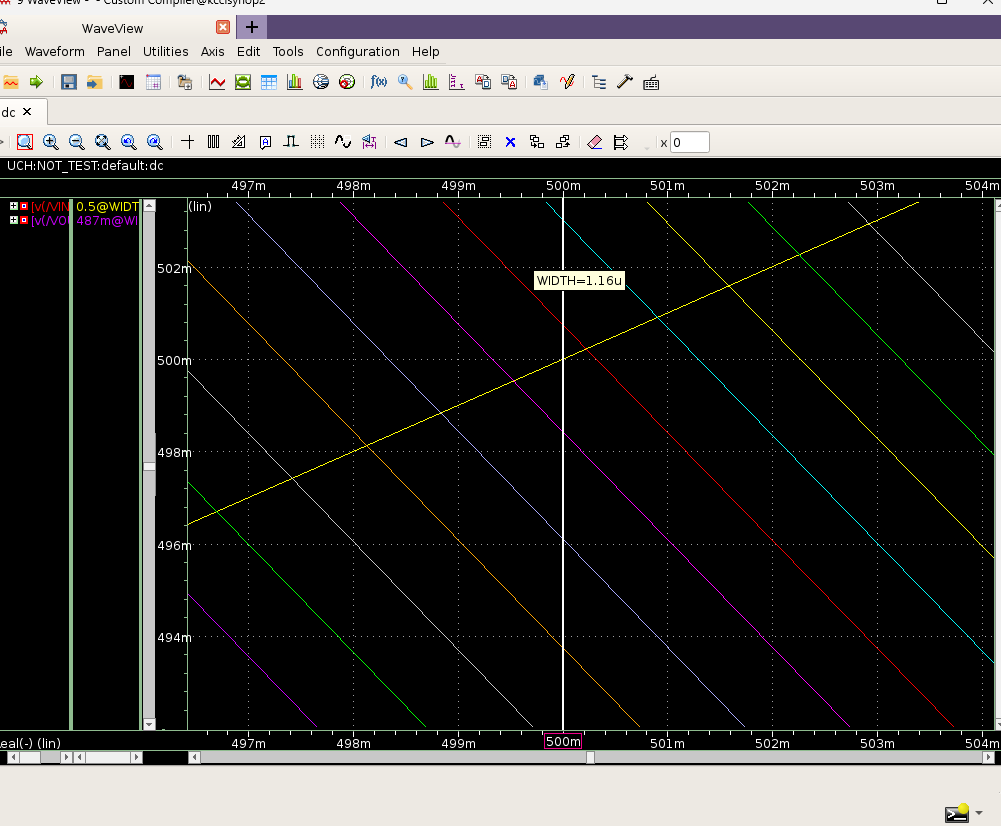 WaveView - - Custom Compiler@kccisynop2
WaveView
Waveform Panel Utilities Axis Edit Tools Configuration Help
dc
x 0
UCH:NOT_TEST:default:dc
497m 498m 499m 500m 501m 502m 503m 504m
[v(/VIN 0.5@WIDT
[v(/VO 487m@WI
(lin)
502m
WIDTH=1.16u
500m
498m
496m
494m
eal(-) (lin)
497m 498m 499m 500m 501m 502m 503m 504m